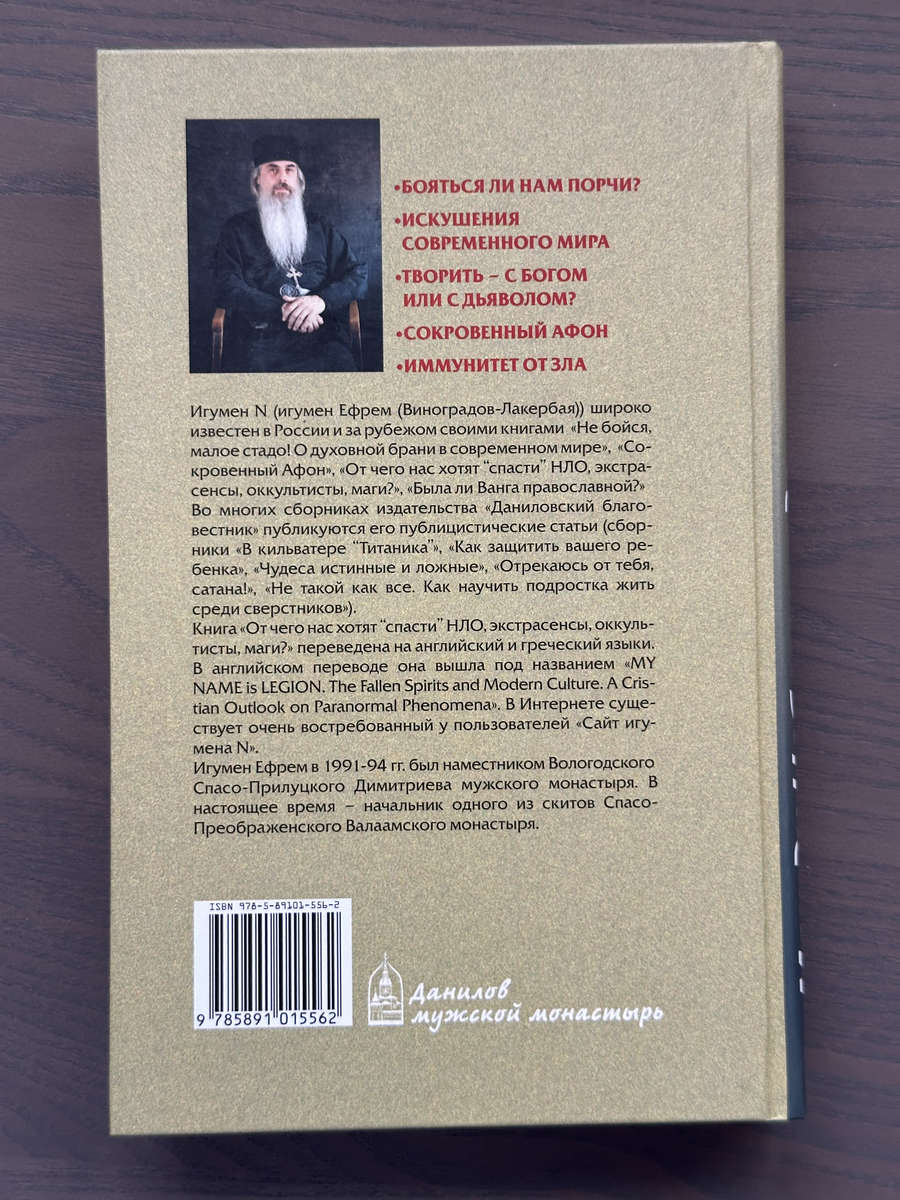 •БОЯТЬСЯ ЛИ НАМ ПОРЧИ?
•ИСКУШЕНИЯ
СОВРЕМЕННОГО МИРА
•ТВОРИТЬ – С БОГОМ
ИЛИ С ДЬЯВОЛОМ?
•СОКРОВЕННЫЙ АФОН
•ИММУНИТЕТ ОТ ЗЛА
Игумен N (игумен Ефрем (Виноградов-Лакербая)) широко
известен в России и за рубежом своими книгами «Не бойся,
малое стадо! О духовной брани в современном мире», «Со-
кровенный Афон», «От чего нас хотят “спасти” НЛО, экстра-
сенсы, оккультисты, маги?», «Была ли Ванга православной?»
Во многих сборниках издательства «Даниловский благо-
вестник» публикуются его публицистические статьи (сбор-
ники «В кильватере “Титаника”», «Как защитить вашего ре-
бенка», «Чудеса истинные и ложные», «Отрекаюсь от тебя,
сатана!», «Не такой как все. Как научить подростка жить
среди сверстников»).
Книга «От чего нас хотят “спасти” НЛО, экстрасенсы, оккуль-
тисты, маги?» переведена на английский и греческий языки.
В английском переводе она вышла под названием «MY
NAME is LEGION. The Fallen Spirits and Modern Culture. A Cris-
tian Outlook on Paranormal Phenomena». В Интернете суще-
ствует очень востребованный у пользователей «Сайт игу-
мена N».
Игумен Ефрем в 1991-94 гг. был наместником Вологодского
Спасо-Прилуцкого Димитриева мужского монастыря. В
настоящее время – начальник одного из скитов Спасо-
Преображенского Валаамского монастыря.
ISBN 978-5-89101-556-2
9 785891 015562
Данилов
мужской монастырь